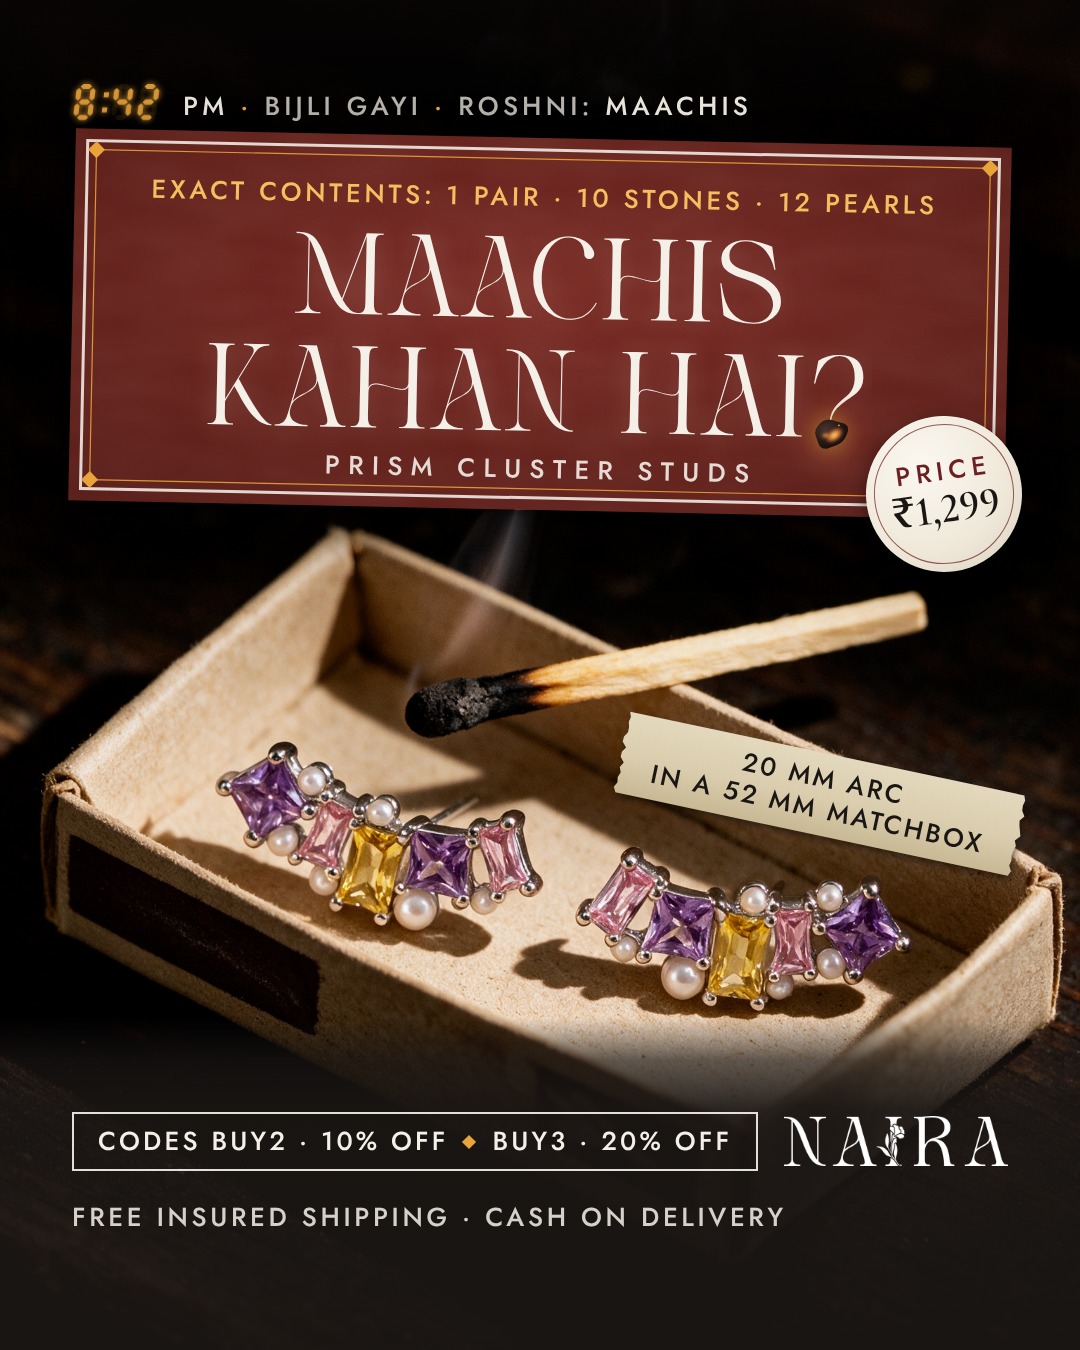 8:42 PM · BIJLI GAYI · ROSHNI: MAACHIS
EXACT CONTENTS: 1 PAIR · 10 STONES · 12 PEARLS
MAACHIS
KAHAN HAI?
PRISM CLUSTER STUDS
PRICE
₹1,299
20 MM ARC
IN A 52 MM MATCHBOX
CODES BUY2 · 10% OFF ◆ BUY3 · 20% OFF
NAIRA
FREE INSURED SHIPPING · CASH ON DELIVERY